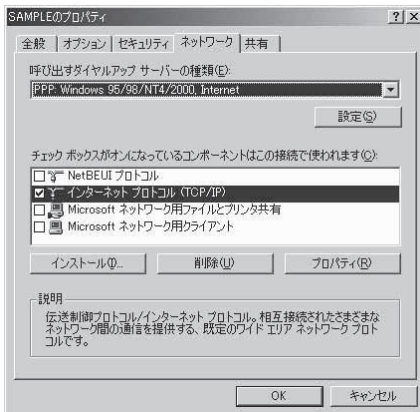 SAMPLEのプロパティ
全般 オプション セキュリティ ネットワーク 共有
呼び出すダイヤルアップ サーバーの種類(E):
PPP: Windows 95/98/NT4/2000, Internet
設定(S)
チェック ボックスがオンになっているコンポーネントはこの接続で使われます(C):
NetBEUI プロトコル
インターネット プロトコル (TCP/IP)
Microsoft ネットワーク用ファイルとプリンタ共有
Microsoft ネットワーク用クライアント
インストール(I)... 削除(U) プロパティ(R)
説明
伝送制御プロトコル/インターネット プロトコル。相互接続されたさまざまな
ネットワーク間の通信を提供する、既定のワイド エリア ネットワーク プロト
コルです。
OK キャンセル